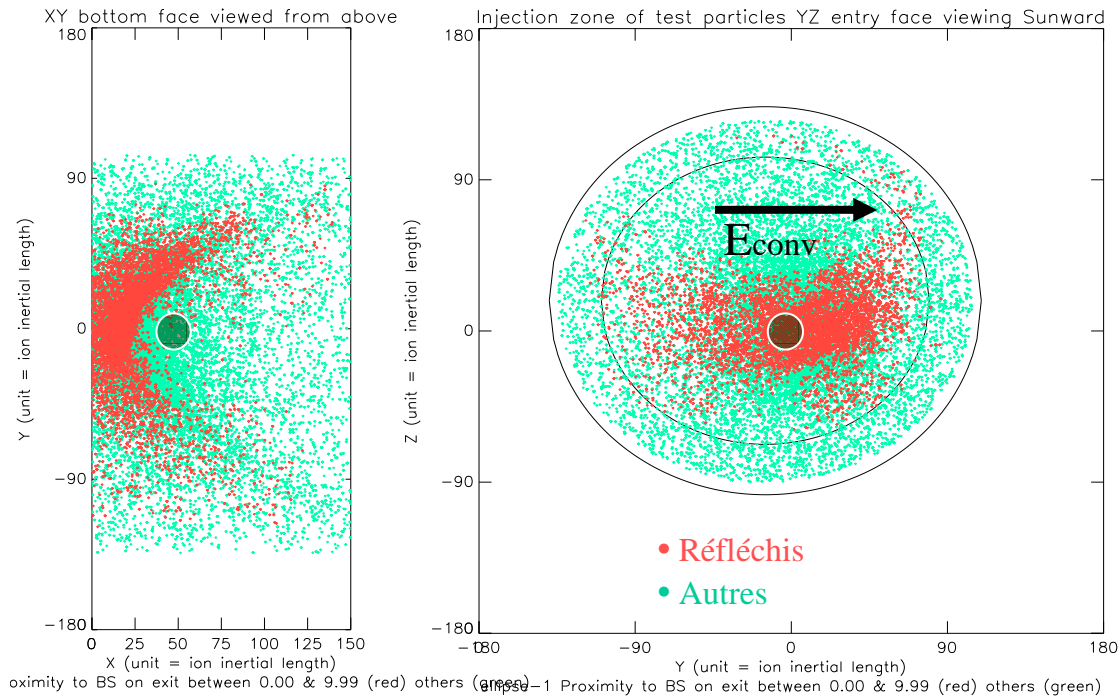 XY bottom face viewed from above
180
90
0
−90
−180
Y (unit = ion inertial length)
0 25 50 75 100 150
X (unit = ion inertial length)
oximity to BS on exit between 0.00 & 9.99 (red) others (green)
Injection zone of test particles YZ entry face viewing Sunward
180
90
0
−90
−180
Z (unit = ion inertial length)
Econv
• Réfléchis
• Autres
−180 −90 0 90 180
Y (unit = ion inertial length)
ellipse−1 Proximity to BS on exit between 0.00 & 9.99 (red) others (green)